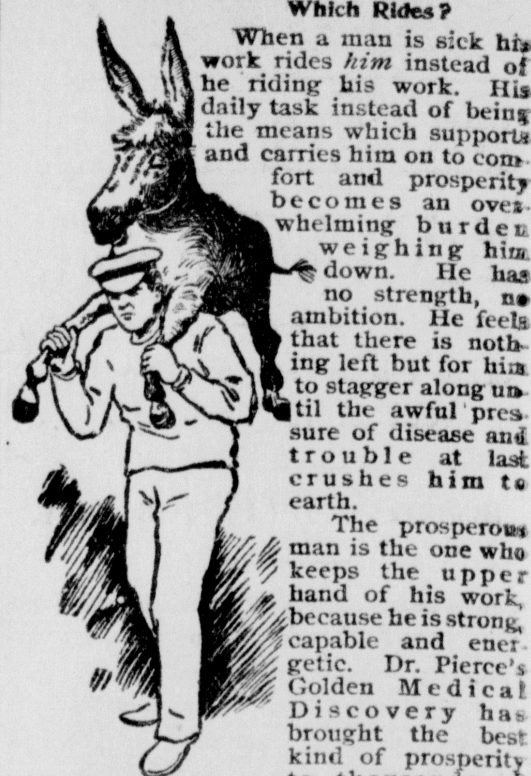 Which Rides?
When a man is sick his
work rides him instead of
he riding his work. His
daily task instead of being
the means which supports
and carries him on to com-
fort and prosperity
becomes an over-
whelming burden
weighing him
down. He has
no strength, no
ambition. He feels
that there is noth-
ing left but for him
to stagger along un-
til the awful pres-
sure of disease and
trouble at last
crushes him to
earth.
The prosperous
man is the one who
keeps the upper
hand of his work,
because he is strong,
capable and ener-
getic. Dr. Pierce's
Golden Medical
Discovery has
brought the best
kind of prosperity